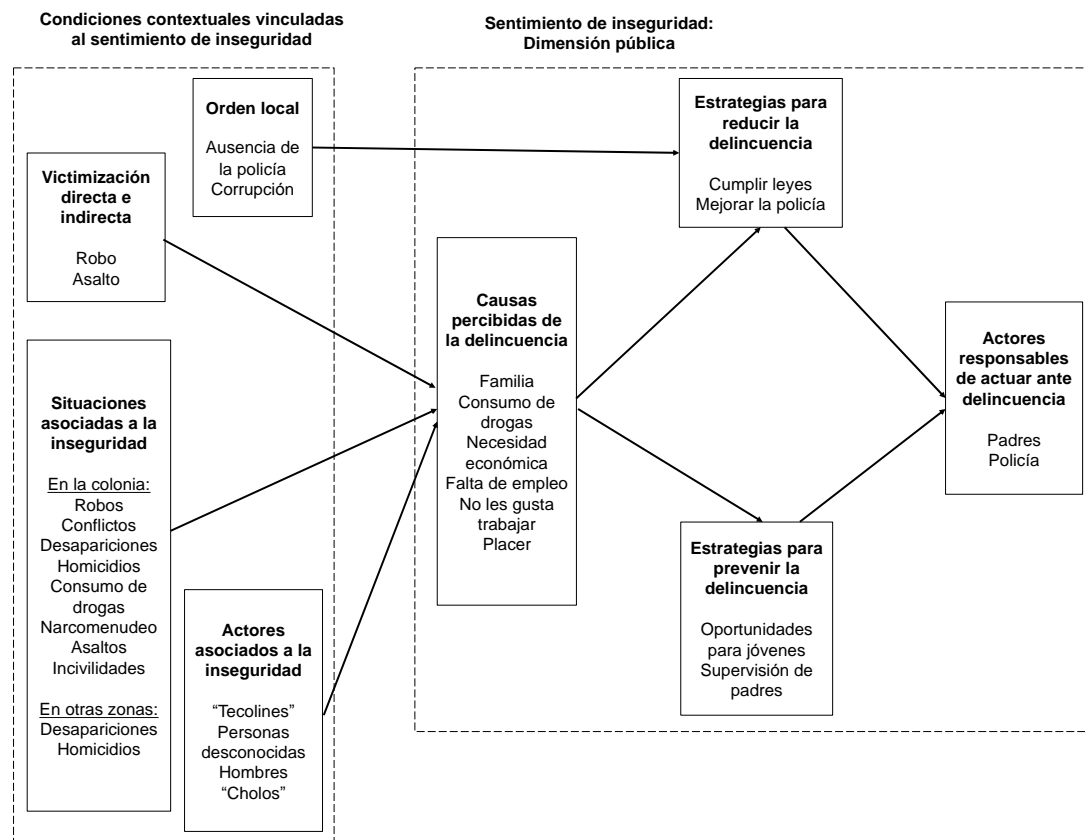 Condiciones contextuales vinculadas
al sentimiento de inseguridad
Sentimiento de inseguridad:
Dimensión pública
Orden local
Ausencia de
la policía
Corrupción
Victimización
directa e
indirecta
Robo
Asalto
Situaciones
asociadas a la
inseguridad
En la colonia:
Robos
Conflictos
Desapariciones
Homicidios
Consumo de
drogas
Narcomenudeo
Asaltos
Incivilidades
En otras zonas:
Desapariciones
Homicidios
Actores
asociados a la
inseguridad
“Tecolines”
Personas
desconocidas
Hombres
“Cholos”
Causas
percibidas de
la delincuencia
Familia
Consumo de
drogas
Necesidad
económica
Falta de empleo
No les gusta
trabajar
Placer
Estrategias para
reducir la
delincuencia
Cumplir leyes
Mejorar la policía
Estrategias para
prevenir la
delincuencia
Oportunidades
para jóvenes
Supervisión de
padres
Actores
responsables
de actuar ante
delincuencia
Padres
Policía